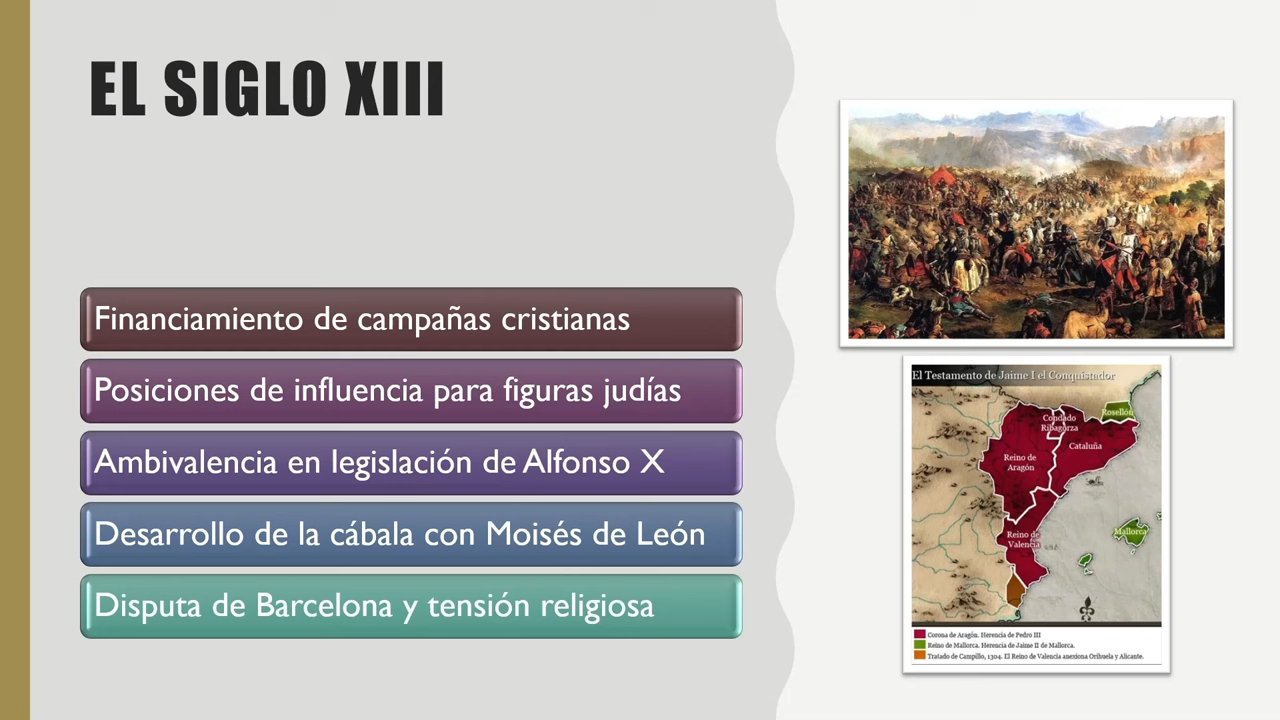 EL SIGLO XIII
Financiamiento de campañas cristianas
Posiciones de influencia para figuras judías
Ambivalencia en legislación de Alfonso X
Desarrollo de la cábala con Moisés de León
Disputa de Barcelona y tensión religiosa
El Testamento de Jaime I el Conquistador
Rosellón
Condado
Ribagorza
Cataluña
Reino de
Aragón
Mallorca
Reino de
Valencia
Corona de Aragón. Herencia de Pedro III
Reino de Mallorca. Herencia de Jaime II de Mallorca.
Tratado de Campillo, 1304. El Reino de Valencia anexiona Orihuela y Alicante.